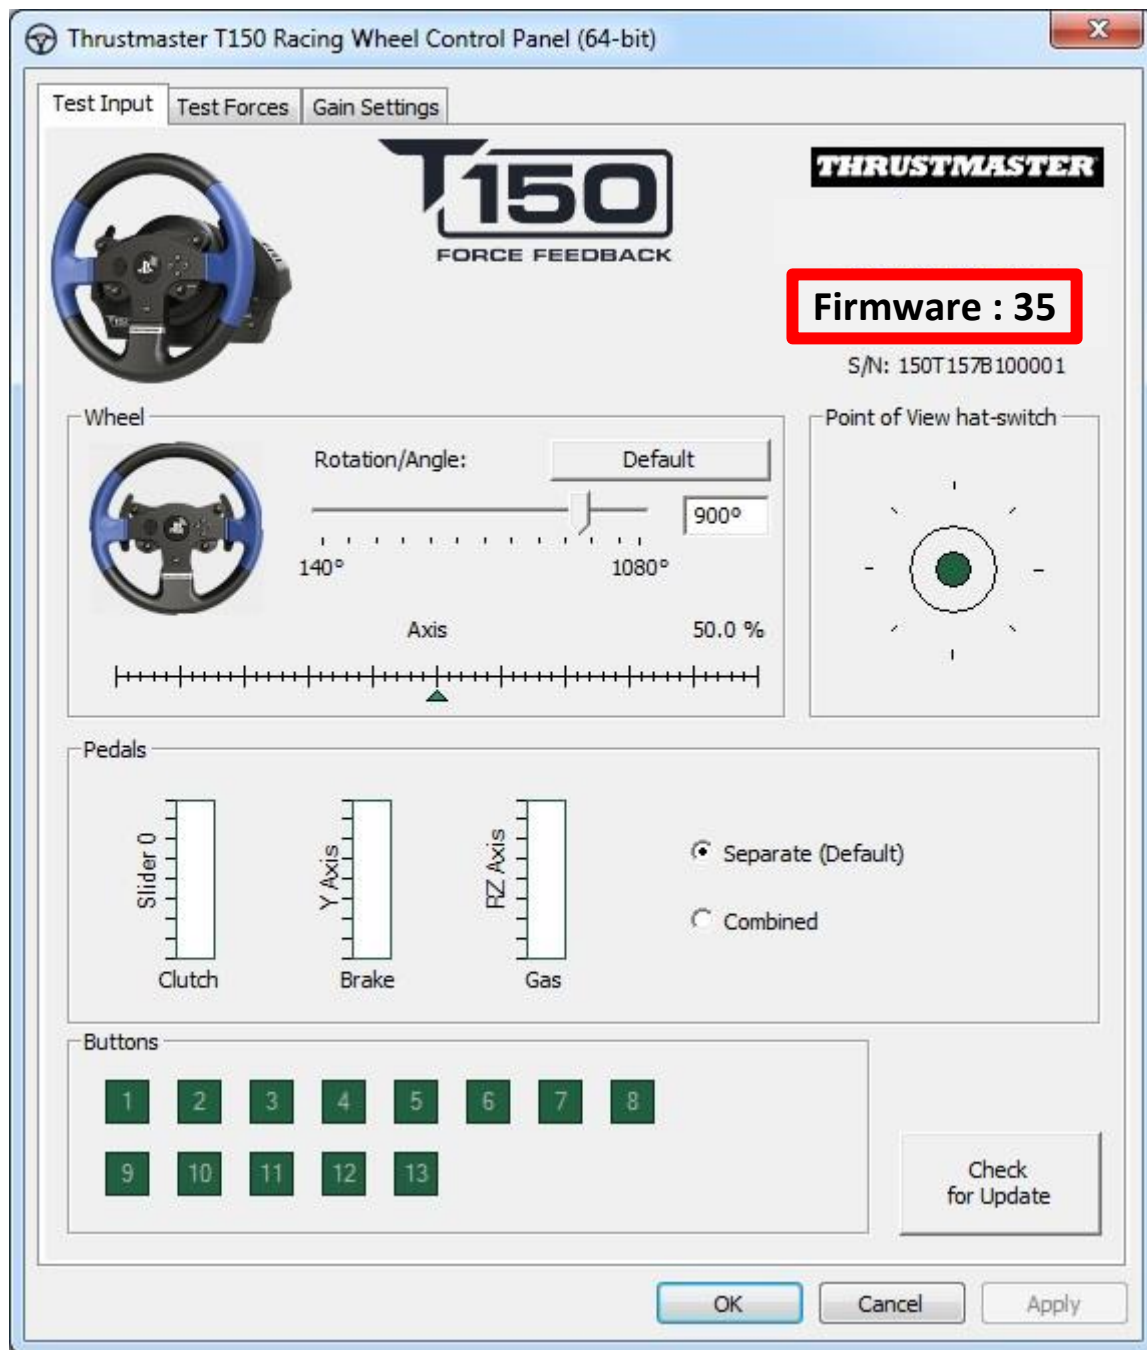 Thrustmaster T150 Racing Wheel Control Panel (64-bit)
Test Input Test Forces Gain Settings
T150
FORCE FEEDBACK
THRUSTMASTER
Firmware : 35
S/N: 150T157B100001
Wheel
Rotation/Angle: Default
900º
140º 1080º
Axis 50.0 %
Point of View hat-switch
Pedals
Slider 0
Clutch
Y Axis
Brake
RZ Axis
Gas
Separate (Default)
Combined
Buttons
1 2 3 4 5 6 7 8
9 10 11 12 13
Check
for Update
OK Cancel Apply